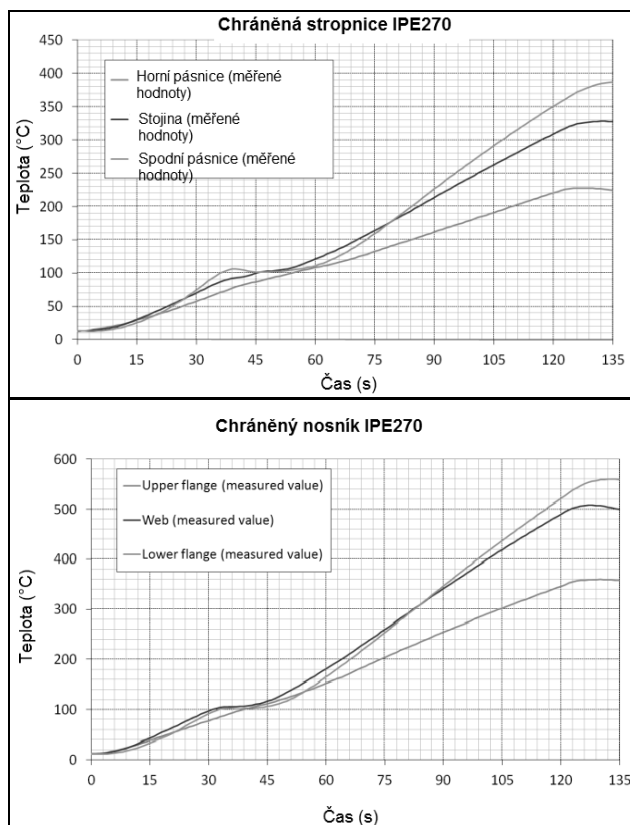 Chráněná stropnice IPE270
450
400
350
300
250
200
150
100
50
0
Teplota (°C)
Horní pásnice (měřené
hodnoty)
Stojina (měřené
hodnoty)
Spodní pásnice (měřené
hodnoty)
0 15 30 45 60 75 90 105 120 135
Čas (s)
Chráněný nosník IPE270
600
500
400
300
200
100
0
Teplota (°C)
Upper flange (measured value)
Web (measured value)
Lower flange (measured value)
0 15 30 45 60 75 90 105 120 135
Čas (s)